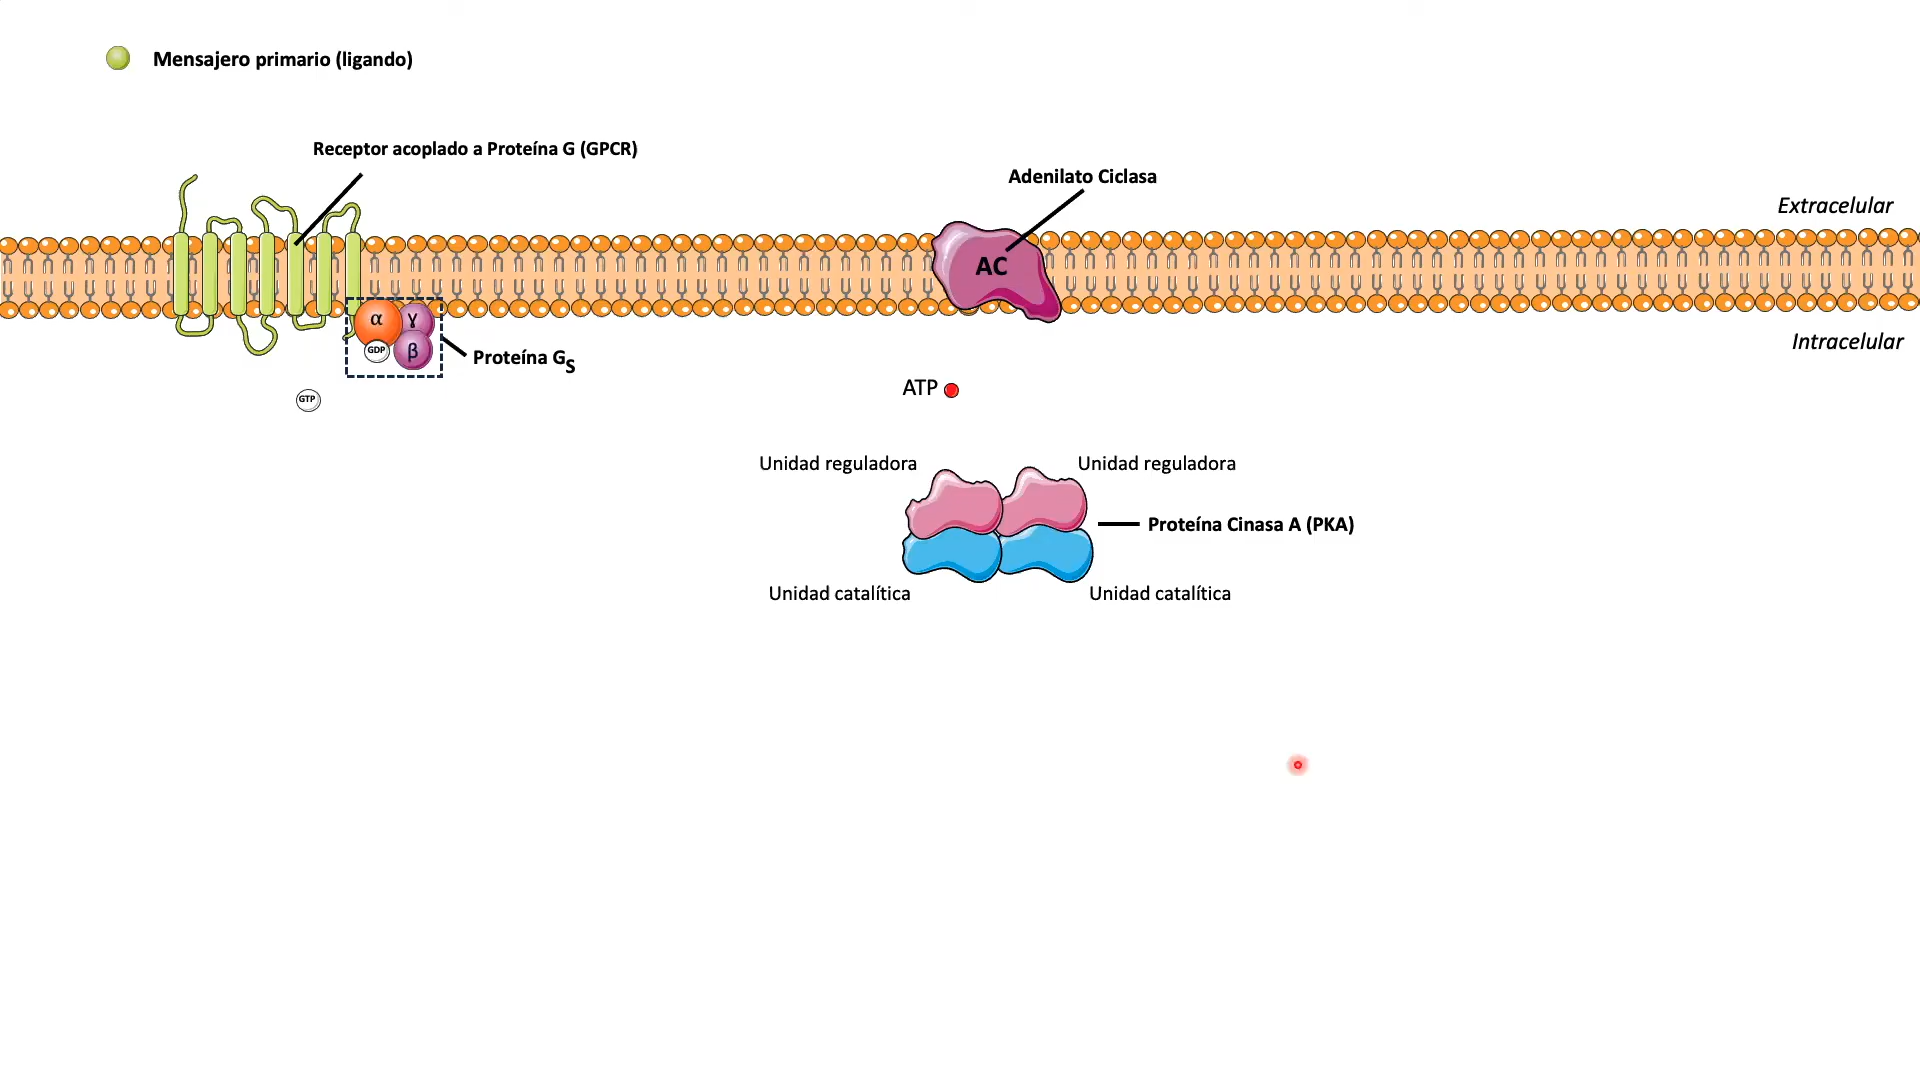 Mensajero primario (ligando)
Receptor acoplado a Proteína G (GPCR)
Adenilato Ciclasa
Extracelular
AC
α
γ
GDP
β
Proteína GS
Intracelular
GTP
ATP
Unidad reguladora
Unidad reguladora
Proteína Cinasa A (PKA)
Unidad catalítica
Unidad catalítica